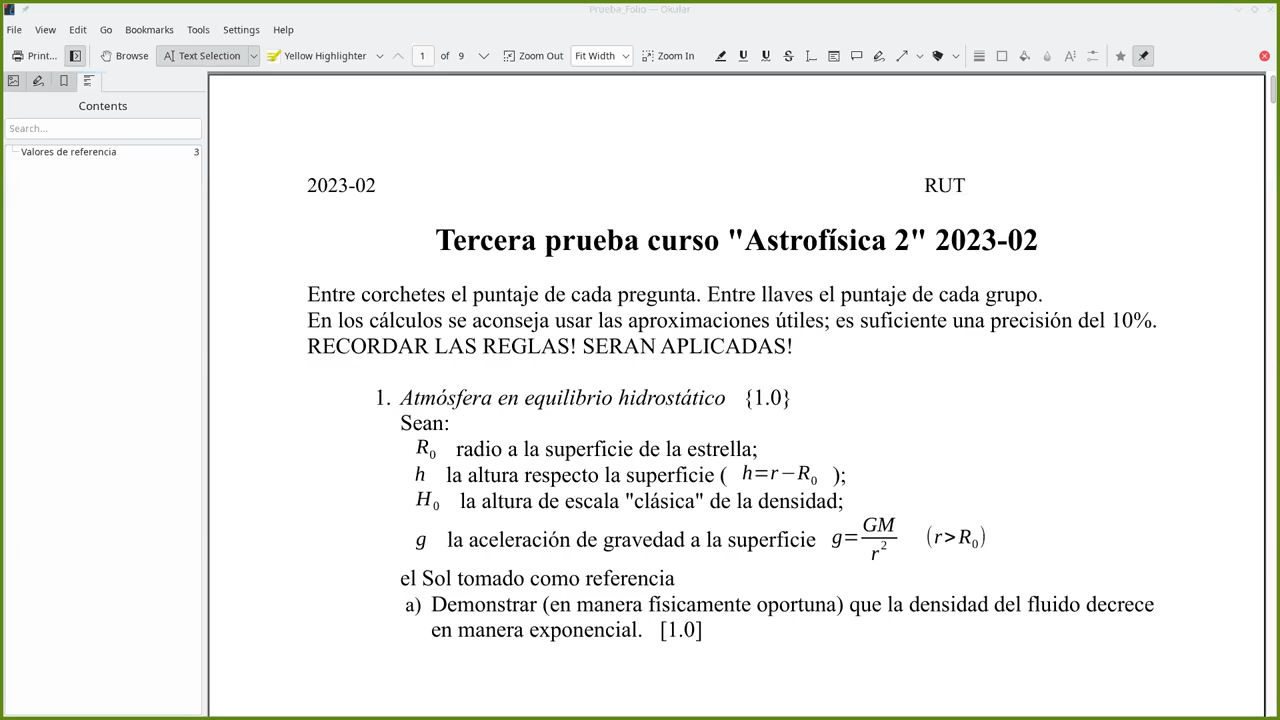 Prueba_Folio — Okular
File View Edit Go Bookmarks Tools Settings Help
Print... Browse Text Selection Yellow Highlighter 1 of 9 Zoom Out Fit Width Zoom In
Contents
Search...
Valores de referencia 3
2023-02 RUT
Tercera prueba curso "Astrofísica 2" 2023-02
Entre corchetes el puntaje de cada pregunta. Entre llaves el puntaje de cada grupo.
En los cálculos se aconseja usar las aproximaciones útiles; es suficiente una precisión del 10%.
RECORDAR LAS REGLAS! SERAN APLICADAS!
1. Atmósfera en equilibrio hidrostático {1.0}
Sean:
R₀ radio a la superficie de la estrella;
h la altura respecto la superficie ( h=r−R₀ );
H₀ la altura de escala "clásica" de la densidad;
g la aceleración de gravedad a la superficie g=GM/r² (r>R₀)
el Sol tomado como referencia
a) Demonstrar (en manera físicamente oportuna) que la densidad del fluido decrece
en manera exponencial. [1.0]